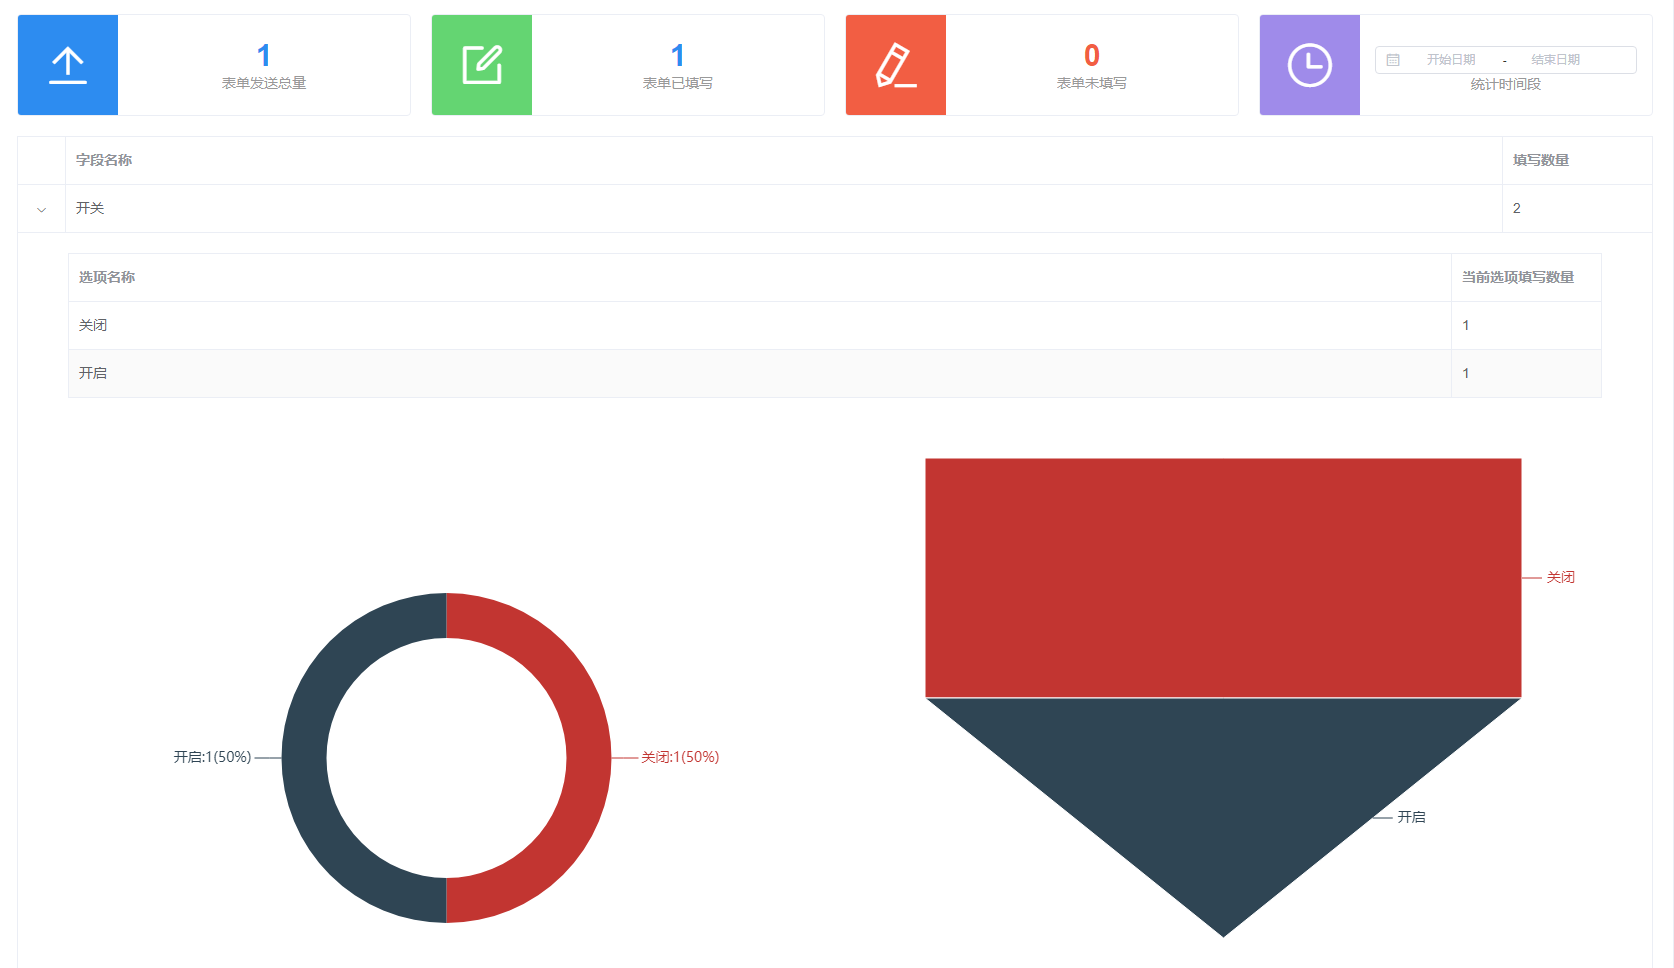 1
表单发送总量
1
表单已填写
0
表单未填写
开始日期 - 结束日期
统计时间段
字段名称 填写数量
开关 2
选项名称 当前选项填写数量
关闭 1
开启 1
关闭
开启:1(50%) 关闭:1(50%)
开启